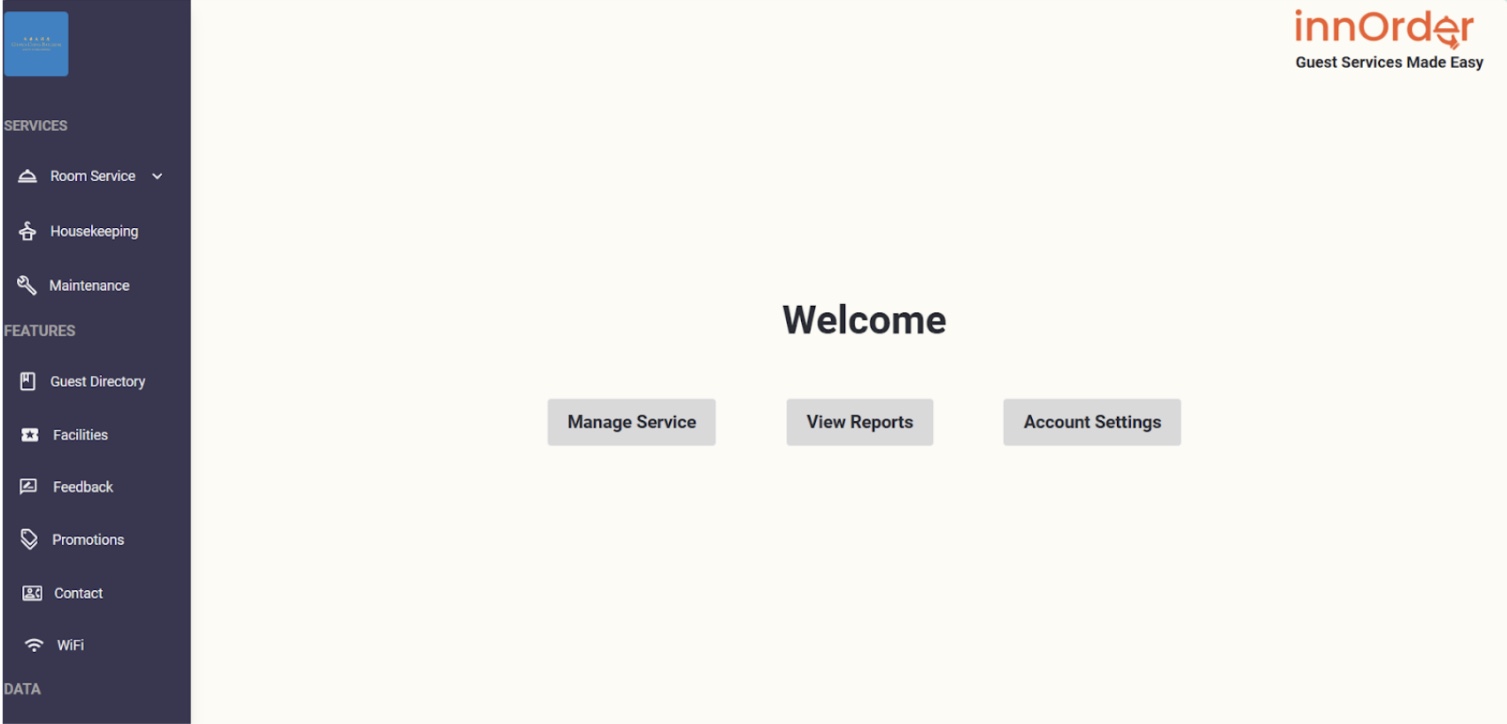 innOrder
Guest Services Made Easy
SERVICES
Room Service
Housekeeping
Maintenance
FEATURES
Guest Directory
Facilities
Feedback
Promotions
Contact
WiFi
DATA
Welcome
Manage Service
View Reports
Account Settings